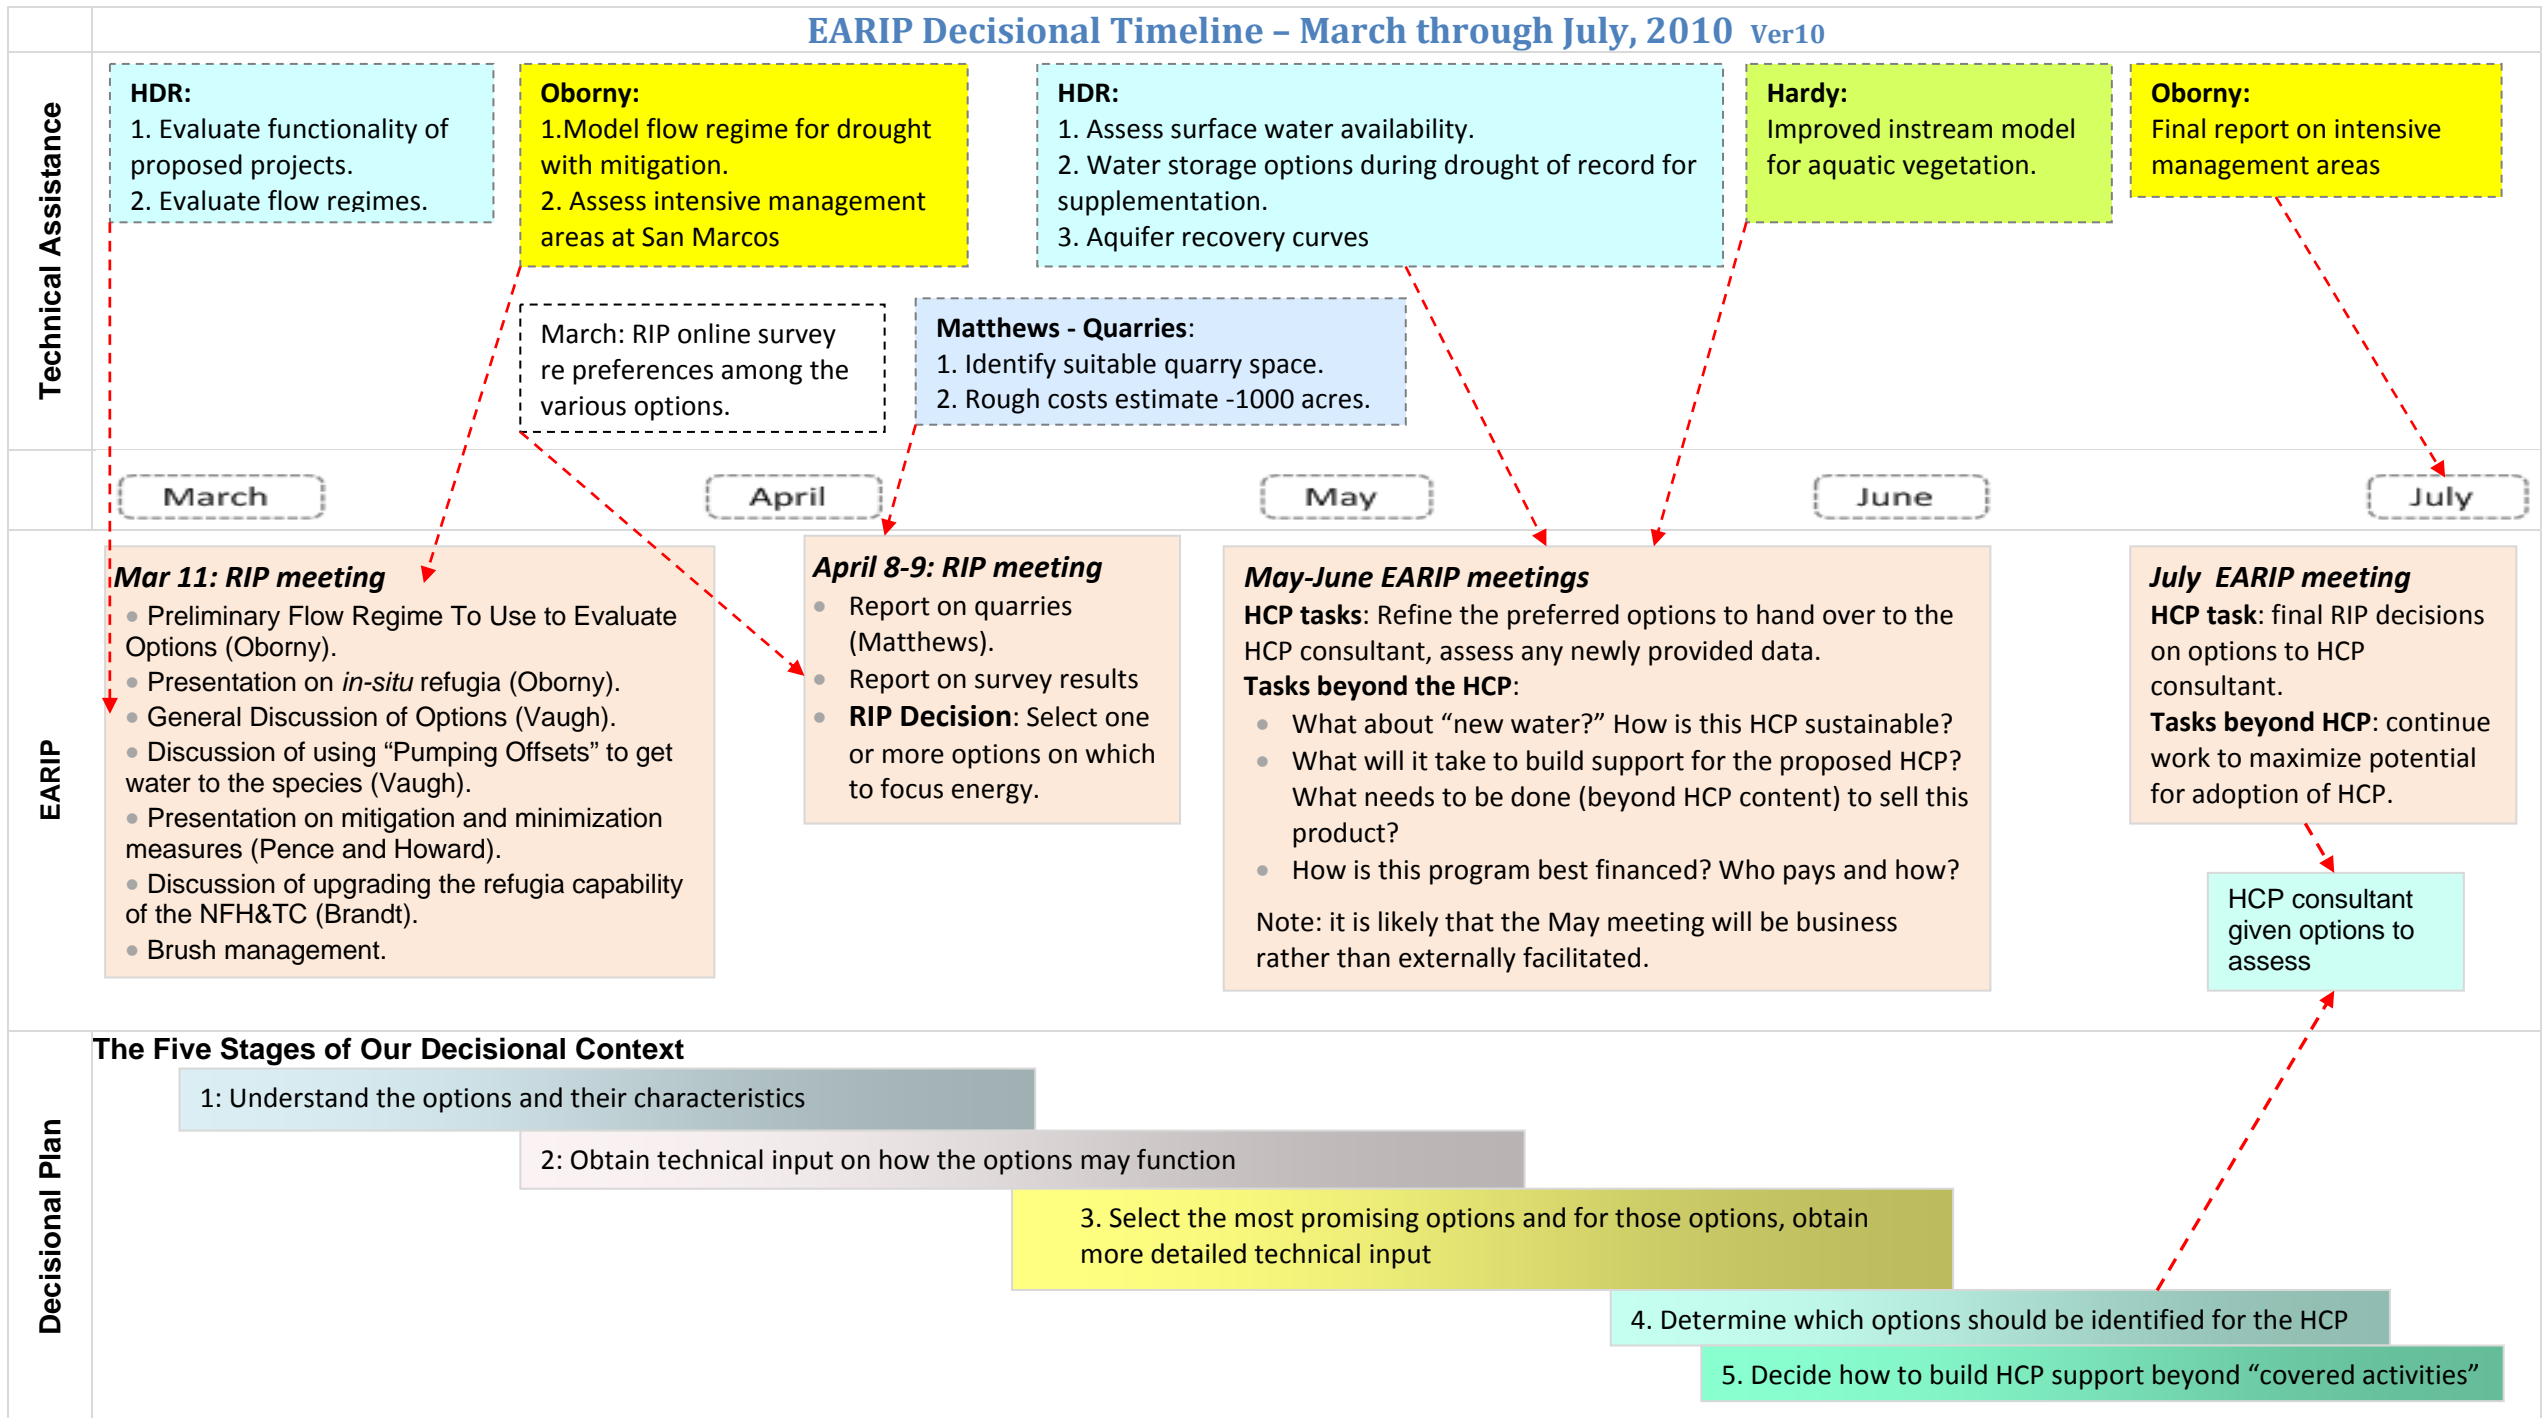 EARIP Decisional Timeline – March through July, 2010 Ver10
Technical Assistance
HDR:
1. Evaluate functionality of
proposed projects.
2. Evaluate flow regimes.
Oborny:
1.Model flow regime for drought
with mitigation.
2. Assess intensive management
areas at San Marcos
HDR:
1. Assess surface water availability.
2. Water storage options during drought of record for
supplementation.
3. Aquifer recovery curves
Hardy:
Improved instream model
for aquatic vegetation.
Oborny:
Final report on intensive
management areas
March: RIP online survey
re preferences among the
various options.
Matthews - Quarries:
1. Identify suitable quarry space.
2. Rough costs estimate -1000 acres.
March
April
May
June
July
EARIP
Mar 11: RIP meeting
• Preliminary Flow Regime To Use to Evaluate
Options (Oborny).
• Presentation on in-situ refugia (Oborny).
• General Discussion of Options (Vaugh).
• Discussion of using “Pumping Offsets” to get
water to the species (Vaugh).
• Presentation on mitigation and minimization
measures (Pence and Howard).
• Discussion of upgrading the refugia capability
of the NFH&TC (Brandt).
• Brush management.
April 8-9: RIP meeting
• Report on quarries
(Matthews).
• Report on survey results
• RIP Decision: Select one
or more options on which
to focus energy.
May-June EARIP meetings
HCP tasks: Refine the preferred options to hand over to the
HCP consultant, assess any newly provided data.
Tasks beyond the HCP:
• What about “new water?” How is this HCP sustainable?
• What will it take to build support for the proposed HCP?
What needs to be done (beyond HCP content) to sell this
product?
• How is this program best financed? Who pays and how?
Note: it is likely that the May meeting will be business
rather than externally facilitated.
July EARIP meeting
HCP task: final RIP decisions
on options to HCP
consultant.
Tasks beyond HCP: continue
work to maximize potential
for adoption of HCP.
HCP consultant
given options to
assess
Decisional Plan
The Five Stages of Our Decisional Context
1: Understand the options and their characteristics
2: Obtain technical input on how the options may function
3. Select the most promising options and for those options, obtain
more detailed technical input
4. Determine which options should be identified for the HCP
5. Decide how to build HCP support beyond “covered activities”